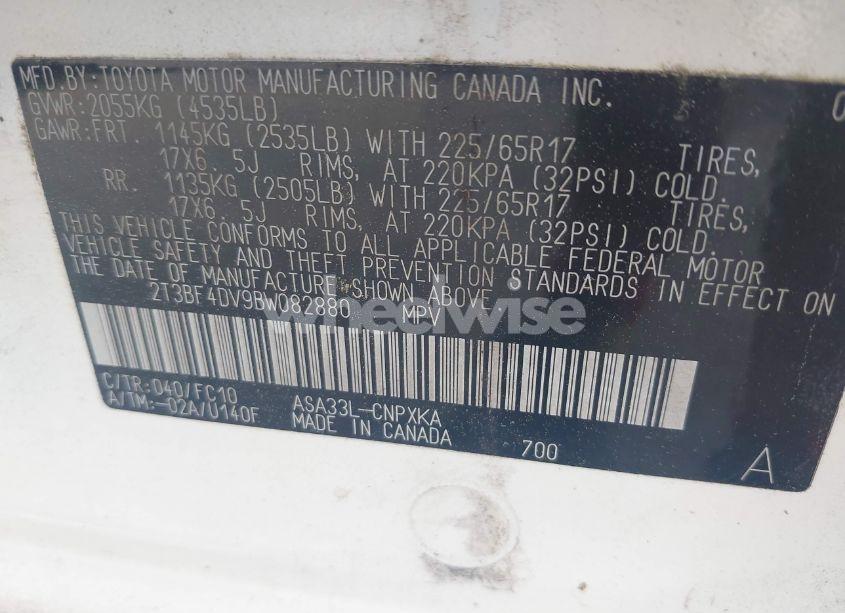 MFD.BY:TOYOTA MOTOR MANUFACTURING CANADA INC. 0
GVWR:2055KG (4535LB)
GAWR:FRT. 1145KG (2535LB) WITH 225/65R17 TIRES,
17X6.5J RIMS, AT 220KPA (32PSI) COLD.
RR. 1135KG (2505LB) WITH 225/65R17 TIRES,
17X6.5J RIMS, AT 220KPA (32PSI) COLD.
THIS VEHICLE CONFORMS TO ALL APPLICABLE FEDERAL MOTOR
VEHICLE SAFETY AND THEFT PREVENTION STANDARDS IN EFFECT ON
THE DATE OF MANUFACTURE SHOWN ABOVE.
2T3BF4DV9BW082880 MPV
wheelwise
C/TR:040/FC10 ASA33L-CNPXKA
A/TM:-02A/U140F MADE IN CANADA
700 A